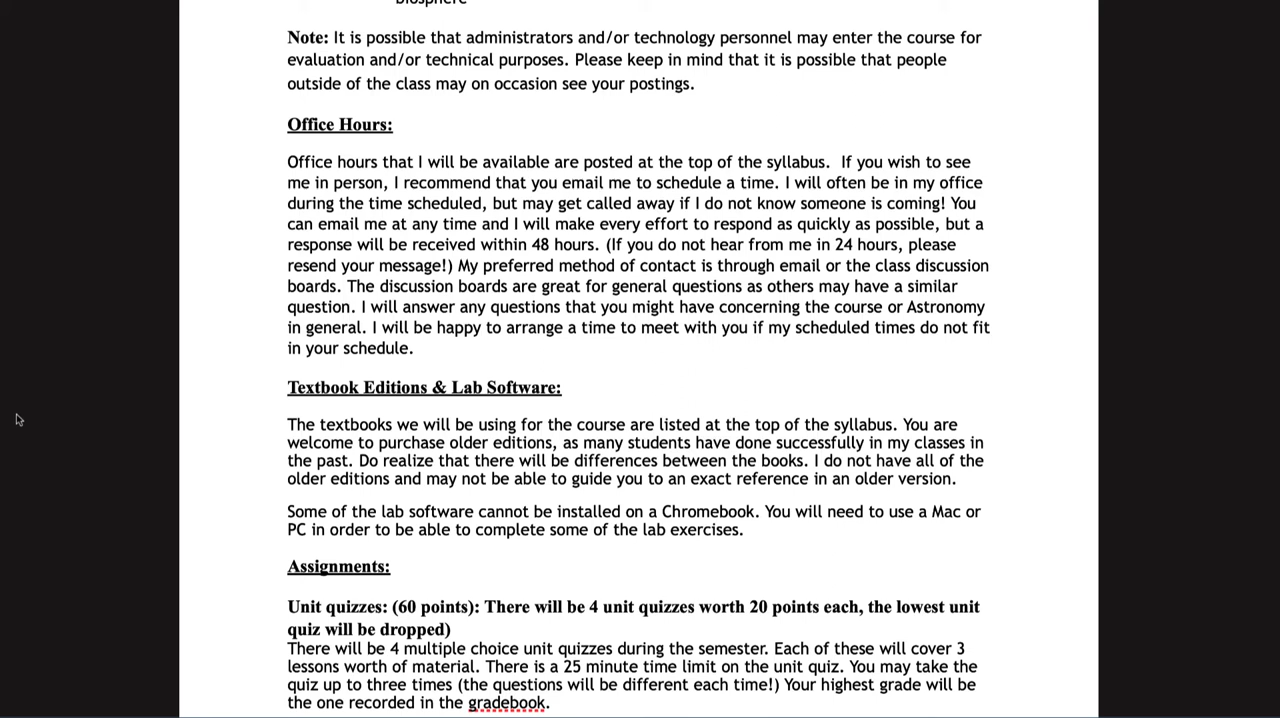 biosphere
Note: It is possible that administrators and/or technology personnel may enter the course for
evaluation and/or technical purposes. Please keep in mind that it is possible that people
outside of the class may on occasion see your postings.
Office Hours:
Office hours that I will be available are posted at the top of the syllabus.  If you wish to see
me in person, I recommend that you email me to schedule a time. I will often be in my office
during the time scheduled, but may get called away if I do not know someone is coming! You
can email me at any time and I will make every effort to respond as quickly as possible, but a
response will be received within 48 hours. (If you do not hear from me in 24 hours, please
resend your message!) My preferred method of contact is through email or the class discussion
boards. The discussion boards are great for general questions as others may have a similar
question. I will answer any questions that you might have concerning the course or Astronomy
in general. I will be happy to arrange a time to meet with you if my scheduled times do not fit
in your schedule.
Textbook Editions & Lab Software:
The textbooks we will be using for the course are listed at the top of the syllabus. You are
welcome to purchase older editions, as many students have done successfully in my classes in
the past. Do realize that there will be differences between the books. I do not have all of the
older editions and may not be able to guide you to an exact reference in an older version.
Some of the lab software cannot be installed on a Chromebook. You will need to use a Mac or
PC in order to be able to complete some of the lab exercises.
Assignments:
Unit quizzes: (60 points): There will be 4 unit quizzes worth 20 points each, the lowest unit
quiz will be dropped)
There will be 4 multiple choice unit quizzes during the semester. Each of these will cover 3
lessons worth of material. There is a 25 minute time limit on the unit quiz. You may take the
quiz up to three times (the questions will be different each time!) Your highest grade will be
the one recorded in the gradebook.